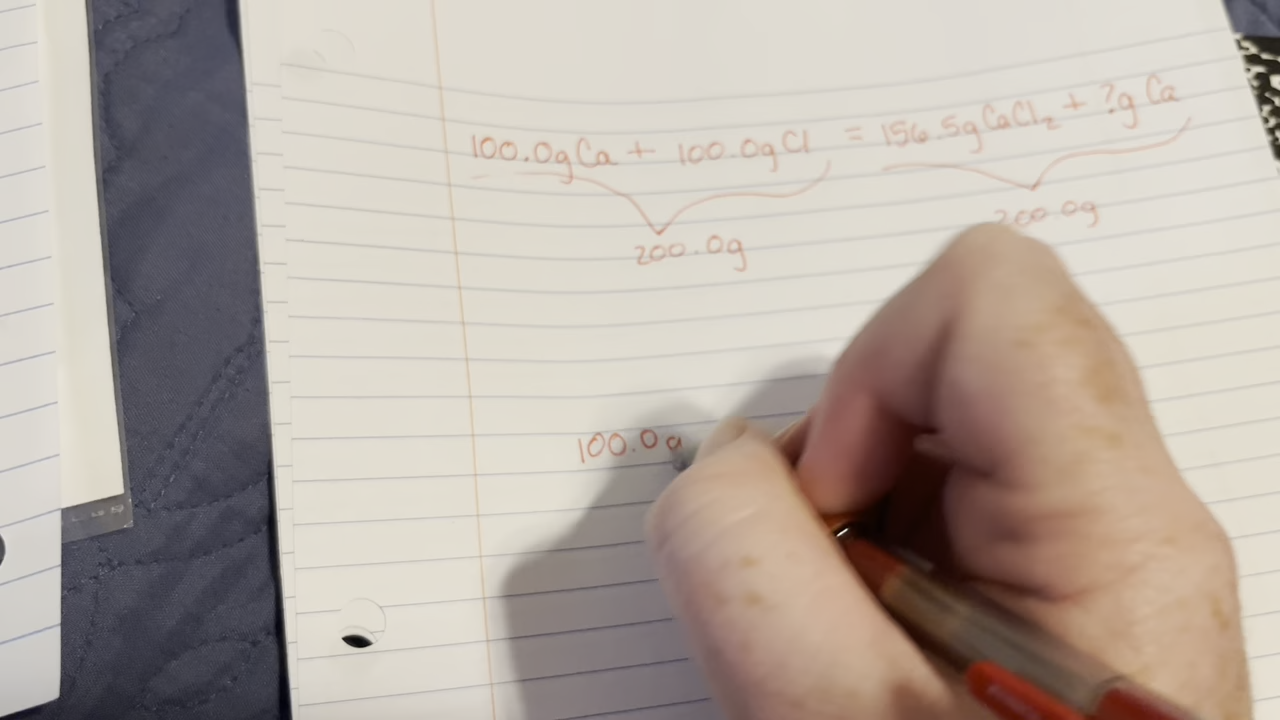 100.0g Ca + 100.0g Cl = 156.5g CaCl₂ + ?g Ca
200.0g 200.0g
100.0g